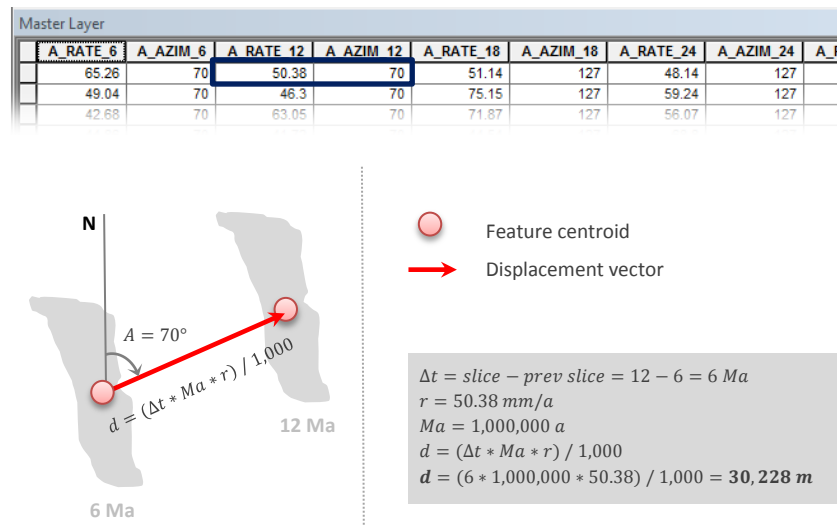 Master Layer
A_RATE_6 A_AZIM_6 A_RATE_12 A_AZIM_12 A_RATE_18 A_AZIM_18 A_RATE_24 A_AZIM_24
65.26 70 50.38 70 51.14 127 48.14 127
49.04 70 46.3 70 75.15 127 59.24 127
42.68 70 63.05 70 71.87 127 56.07 127
N
A = 70°
d = (Δt * Ma * r) / 1,000
12 Ma
6 Ma
Feature centroid
Displacement vector
Δt = slice − prev slice = 12 − 6 = 6 Ma
r = 50.38 mm/a
Ma = 1,000,000 a
d = (Δt * Ma * r) / 1,000
d = (6 * 1,000,000 * 50.38) / 1,000 = 30,228 m